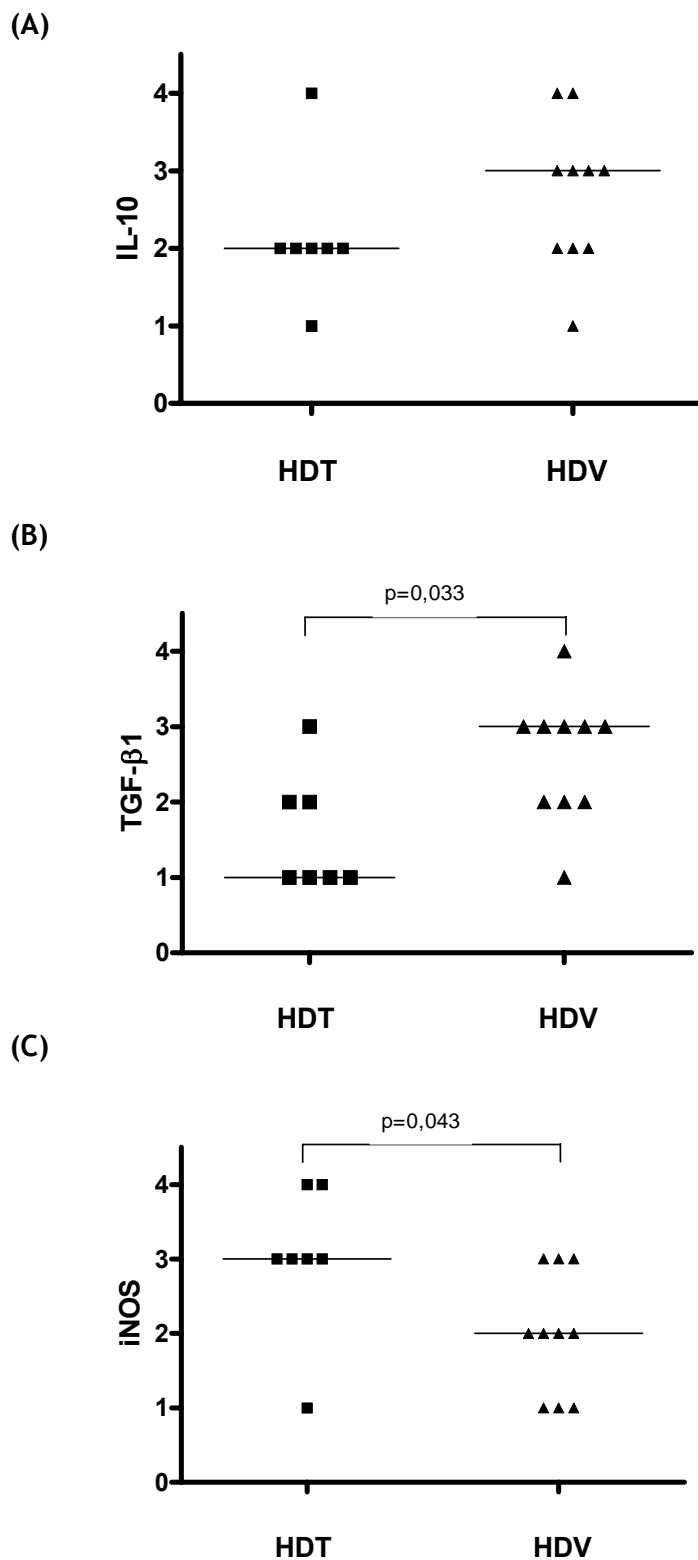 (A)
4
3
2
1
0
IL-10
HDT
HDV
(B)
p=0,033
4
3
2
1
0
TGF-β1
HDT
HDV
(C)
p=0,043
4
3
2
1
0
iNOS
HDT
HDV